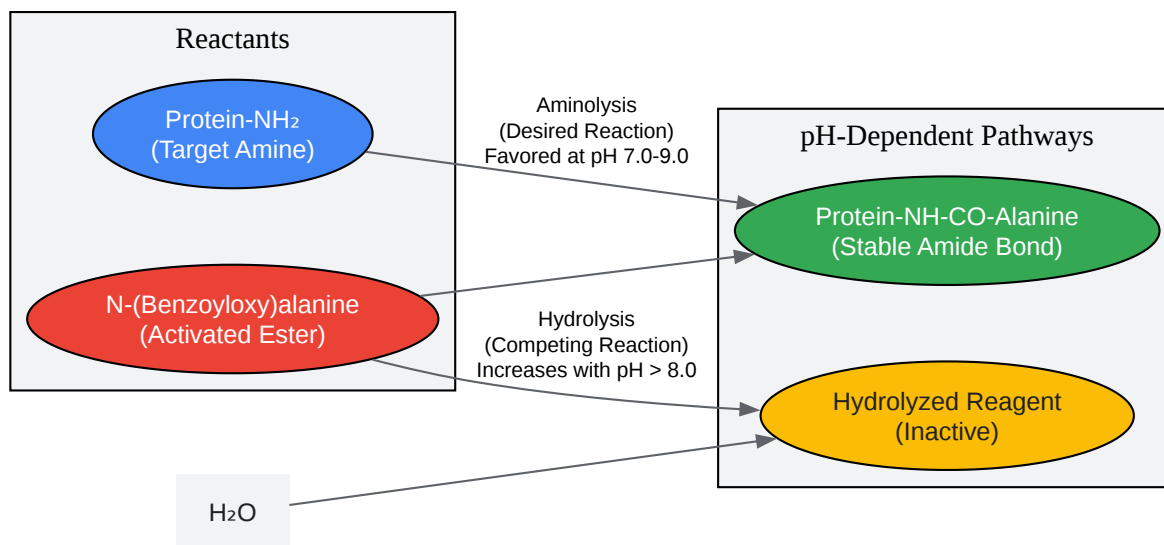 Reactants
Protein-NH₂
(Target Amine)
N-(Benzoyloxy)alanine
(Activated Ester)
H₂O
Aminolysis
(Desired Reaction)
Favored at pH 7.0-9.0
Hydrolysis
(Competing Reaction)
Increases with pH > 8.0
pH-Dependent Pathways
Protein-NH-CO-Alanine
(Stable Amide Bond)
Hydrolyzed Reagent
(Inactive)